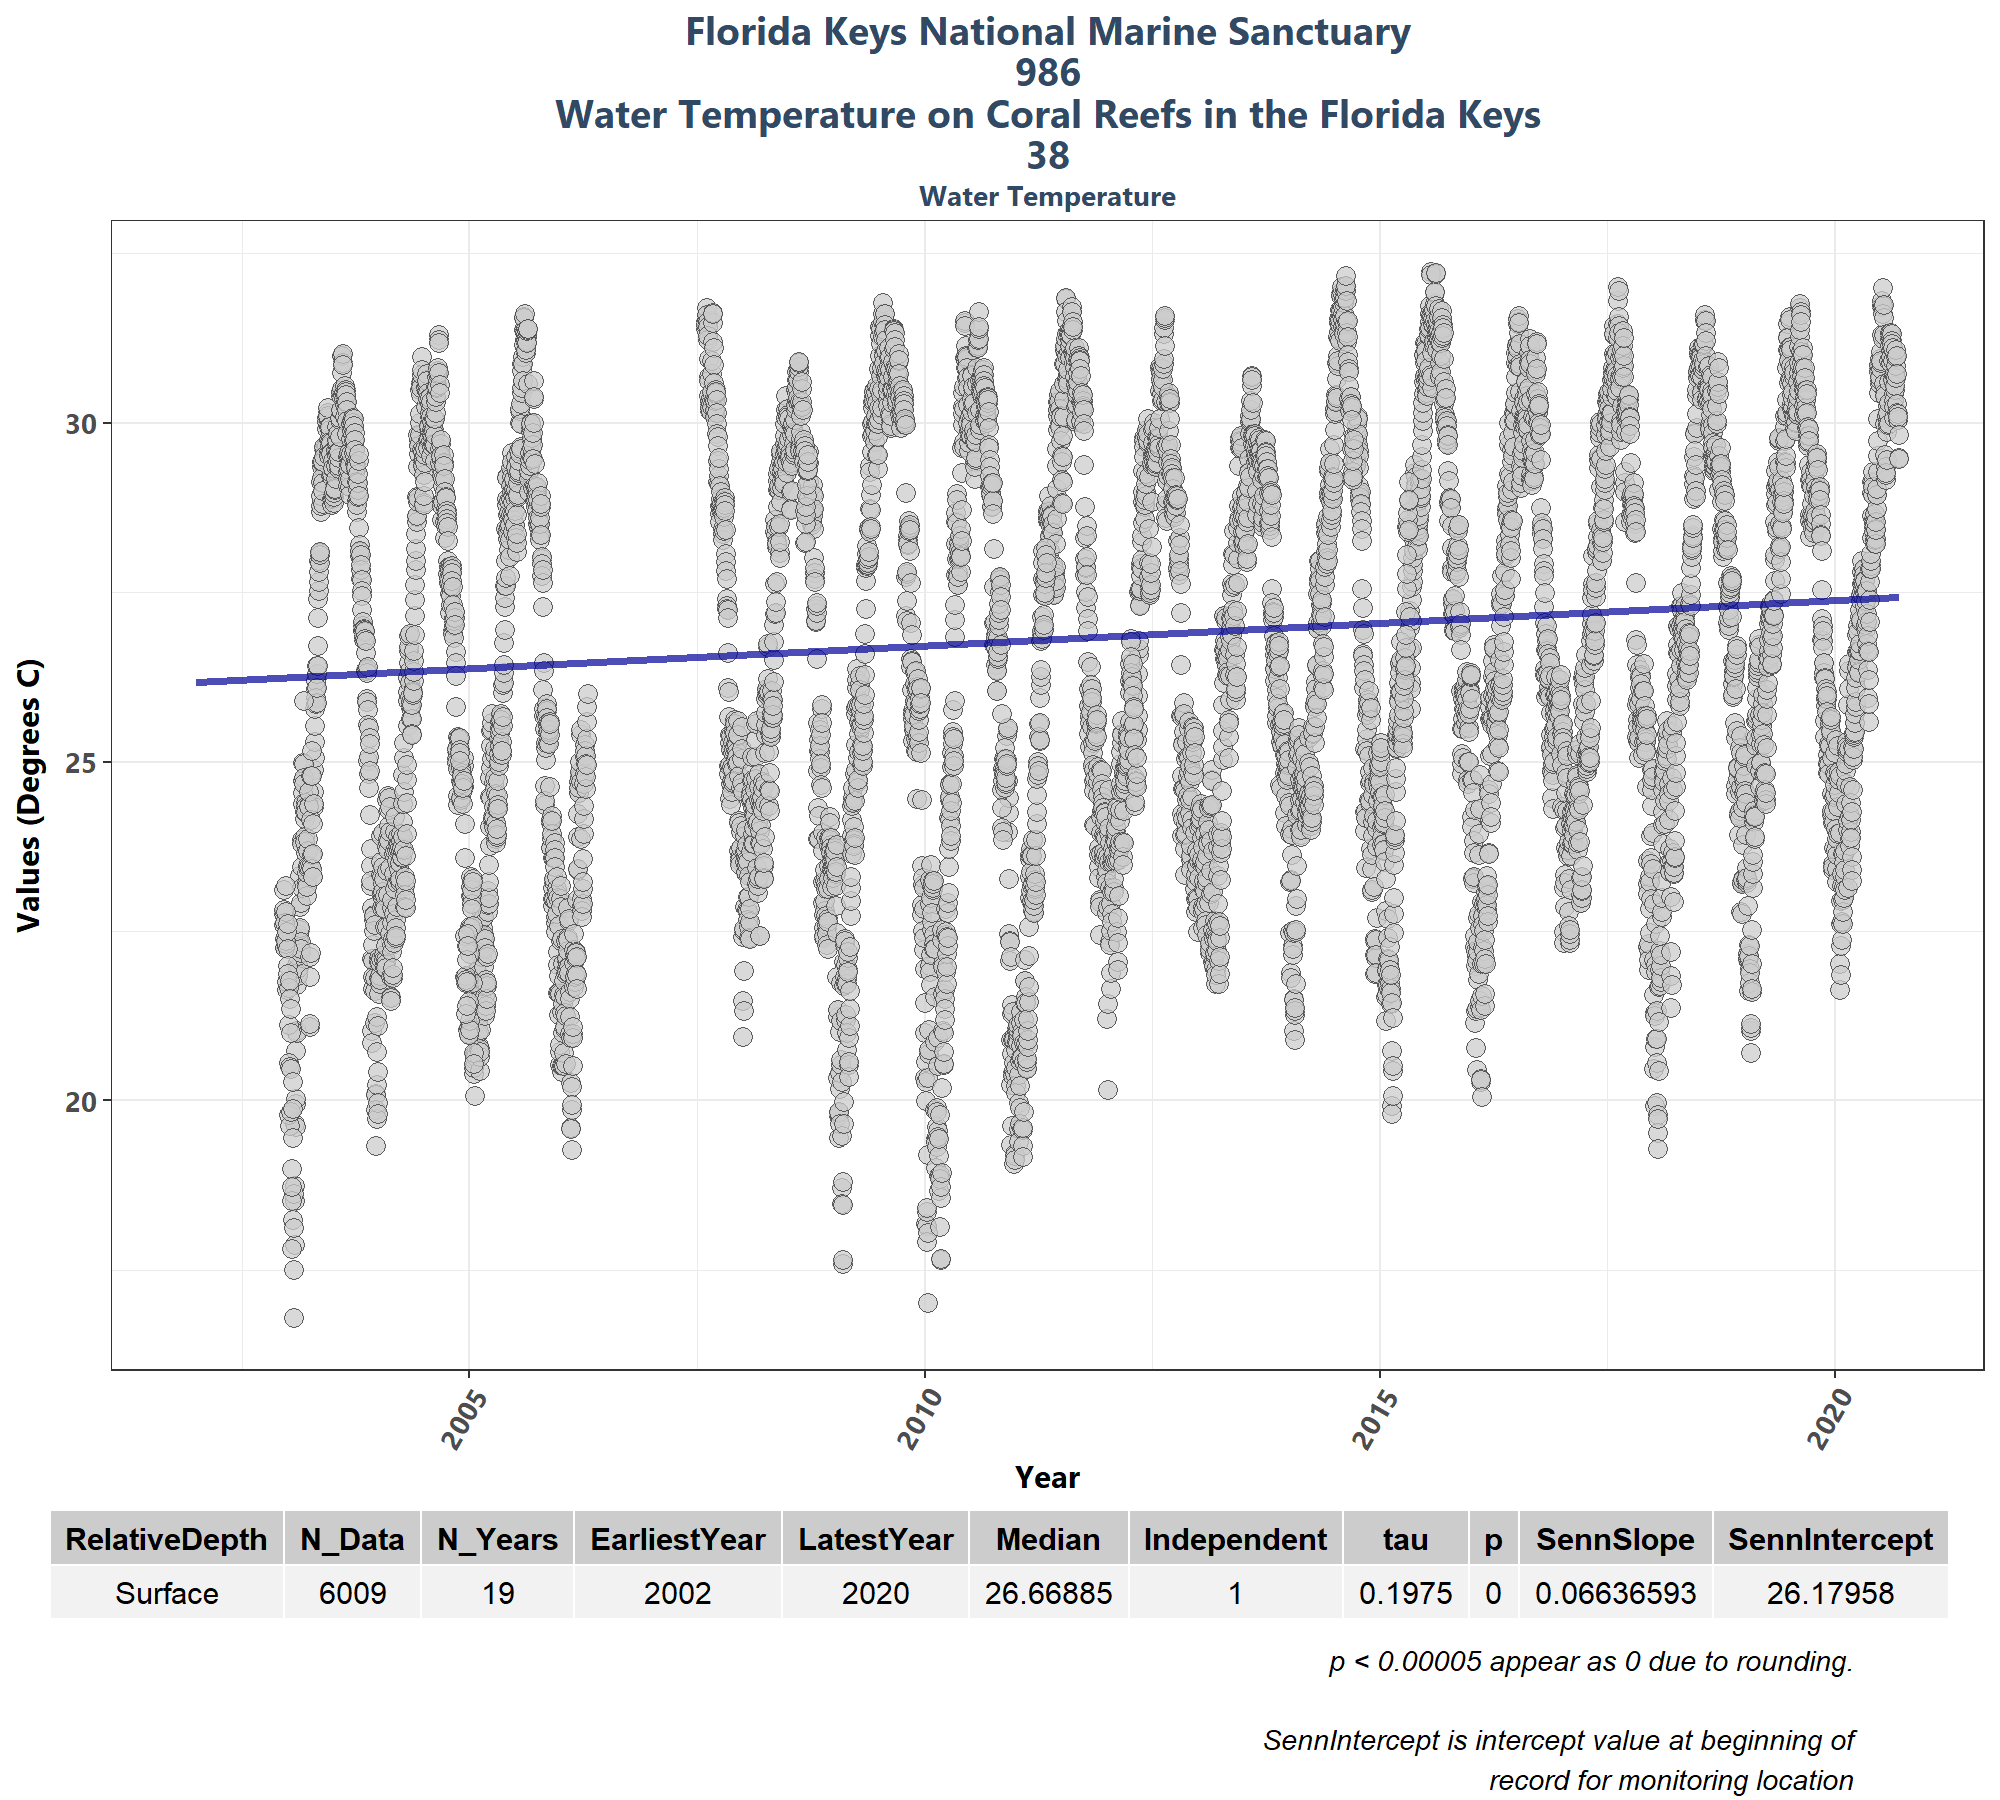 Florida Keys National Marine Sanctuary
986
Water Temperature on Coral Reefs in the Florida Keys
38
Water Temperature
Values (Degrees C)
30
25
20
2005
2010
2015
2020
Year
RelativeDepth N_Data N_Years EarliestYear LatestYear Median Independent tau p SennSlope SennIntercept
Surface 6009 19 2002 2020 26.66885 1 0.1975 0 0.06636593 26.17958
p < 0.00005 appear as 0 due to rounding.
SennIntercept is intercept value at beginning of
record for monitoring location